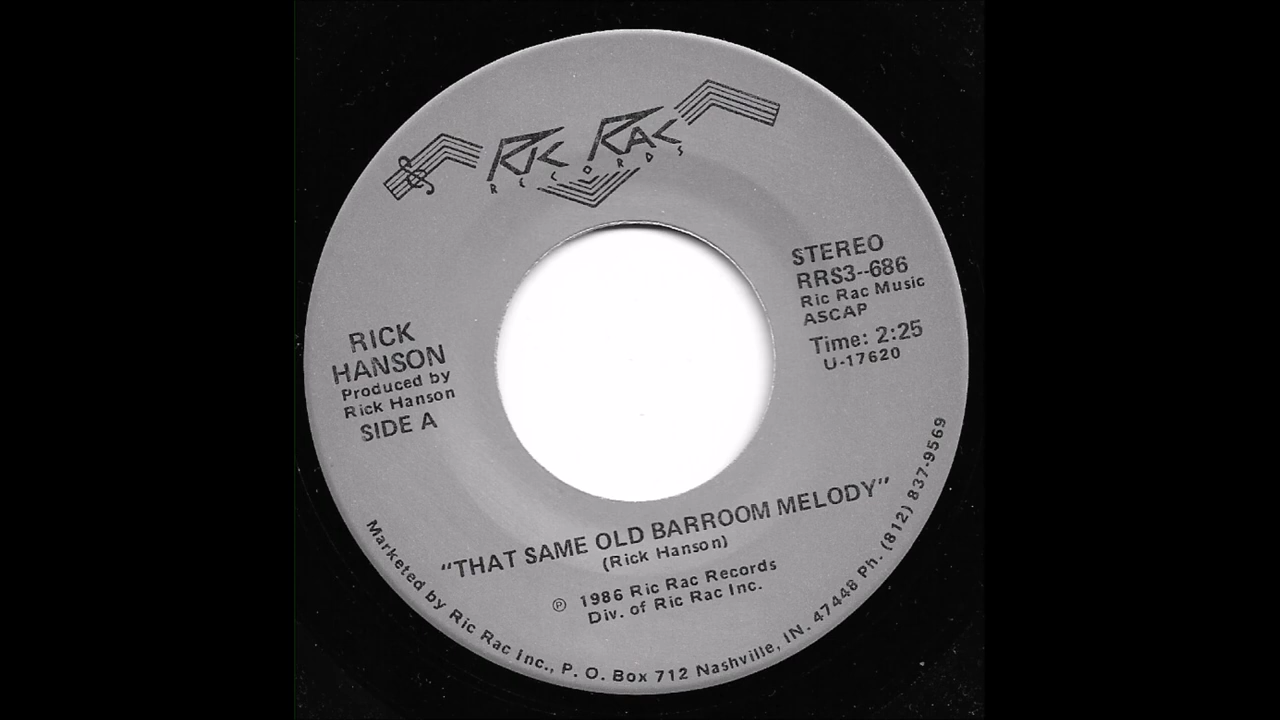 RIC RAC
RECORDS
STEREO
RRS3--686
Ric Rac Music
ASCAP
Time: 2:25
U-17620
RICK
HANSON
Produced by
Rick Hanson
SIDE A
"THAT SAME OLD BARROOM MELODY"
(Rick Hanson)
℗ 1986 Ric Rac Records
Div. of Ric Rac Inc.
Marketed by Ric Rac Inc., P. O. Box 712 Nashville, IN. 47448 Ph. (812) 837-9569